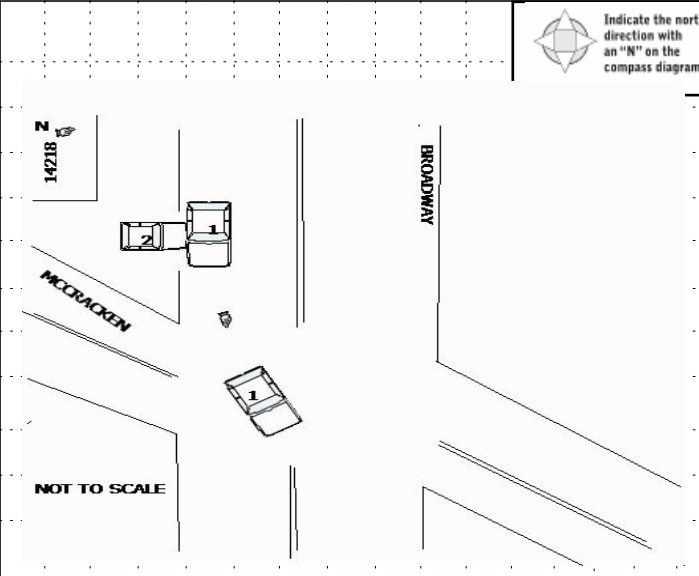 Indicate the nort
direction with
an "N" on the
compass diagram
N
14218
BROADWAY
1
2
MCCRACKEN
1
NOT TO SCALE